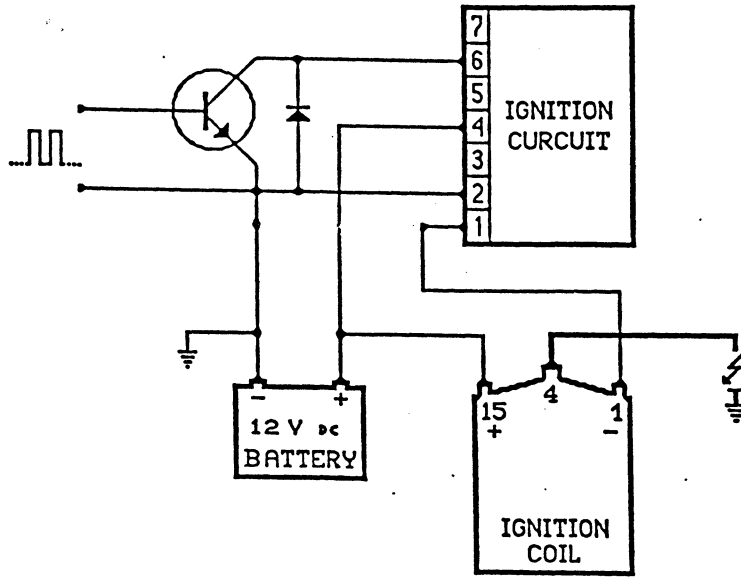 7
6
5
4
3
2
1
IGNITION
CURCUIT
- +
12 V DC
BATTERY
15 4 1
+ -
IGNITION
COIL